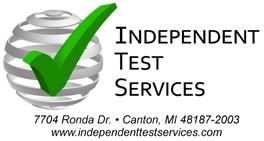 INDEPENDENT
TEST
SERVICES
7704 Ronda Dr. • Canton, MI 48187-2003
www.independenttestservices.com